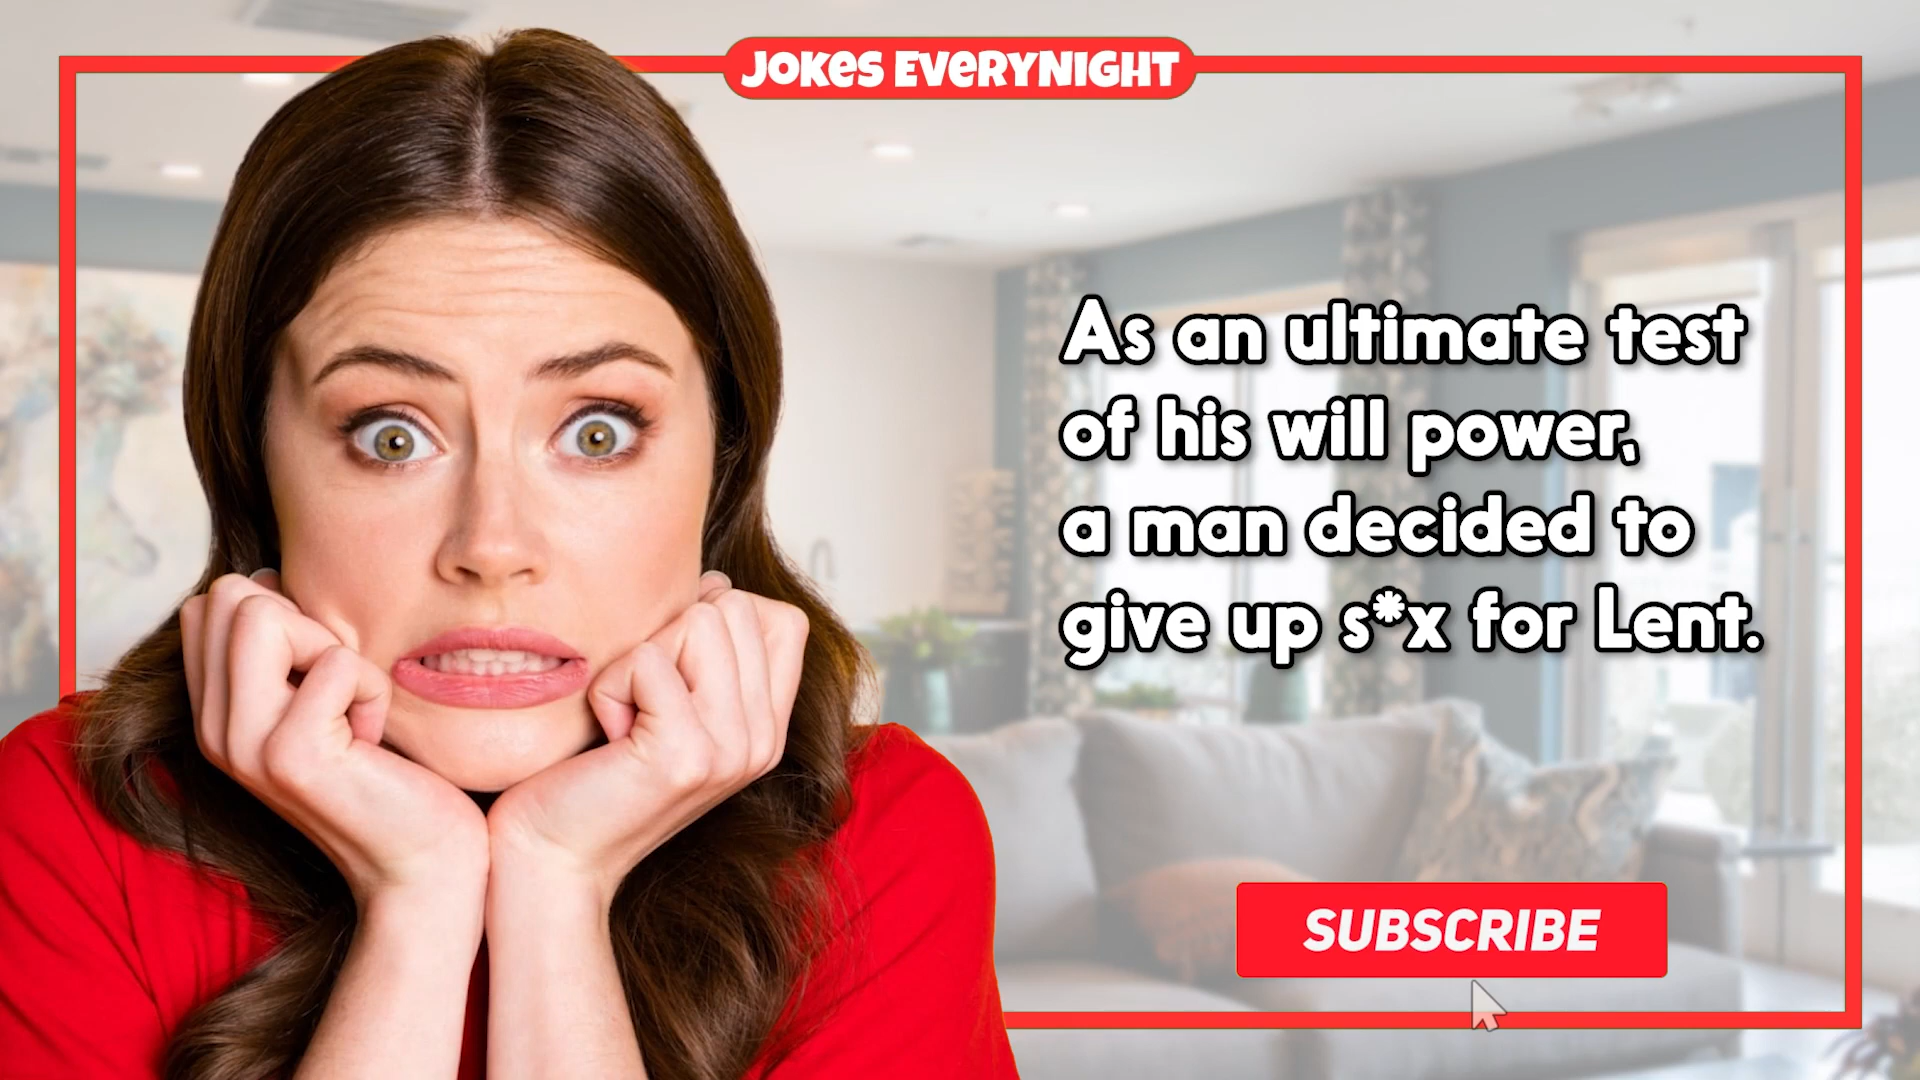 JOKES EVERYNIGHT
As an ultimate test
of his will power,
a man decided to
give up s*x for Lent.
SUBSCRIBE